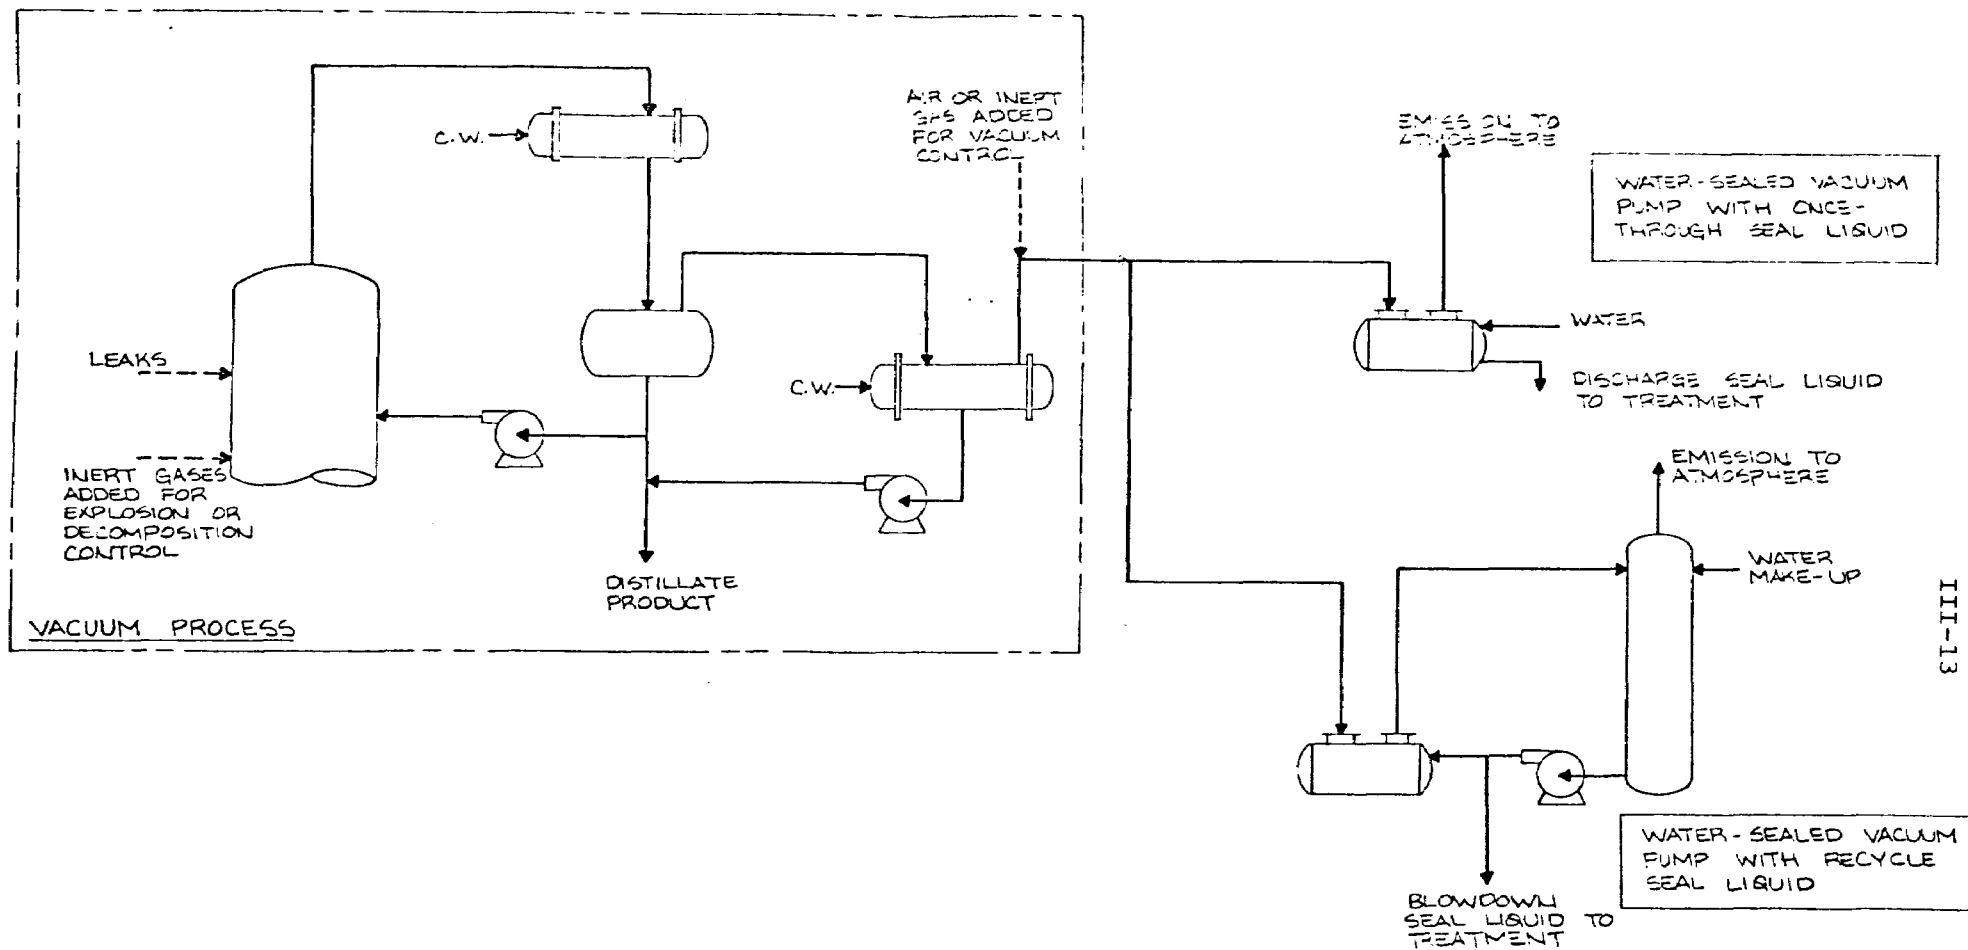 AIR OR INERT
GAS ADDED
FOR VACUUM
CONTROL
C.W.
EMISSION TO
ATMOSPHERE
WATER-SEALED VACUUM
PUMP WITH ONCE-
THROUGH SEAL LIQUID
WATER
LEAKS
C.W.
DISCHARGE SEAL LIQUID
TO TREATMENT
INERT GASES
ADDED FOR
EXPLOSION OR
DECOMPOSITION
CONTROL
EMISSION TO
ATMOSPHERE
WATER
MAKE-UP
DISTILLATE
PRODUCT
VACUUM PROCESS
III-13
WATER-SEALED VACUUM
PUMP WITH RECYCLE
SEAL LIQUID
BLOWDOWN
SEAL LIQUID TO
TREATMENT